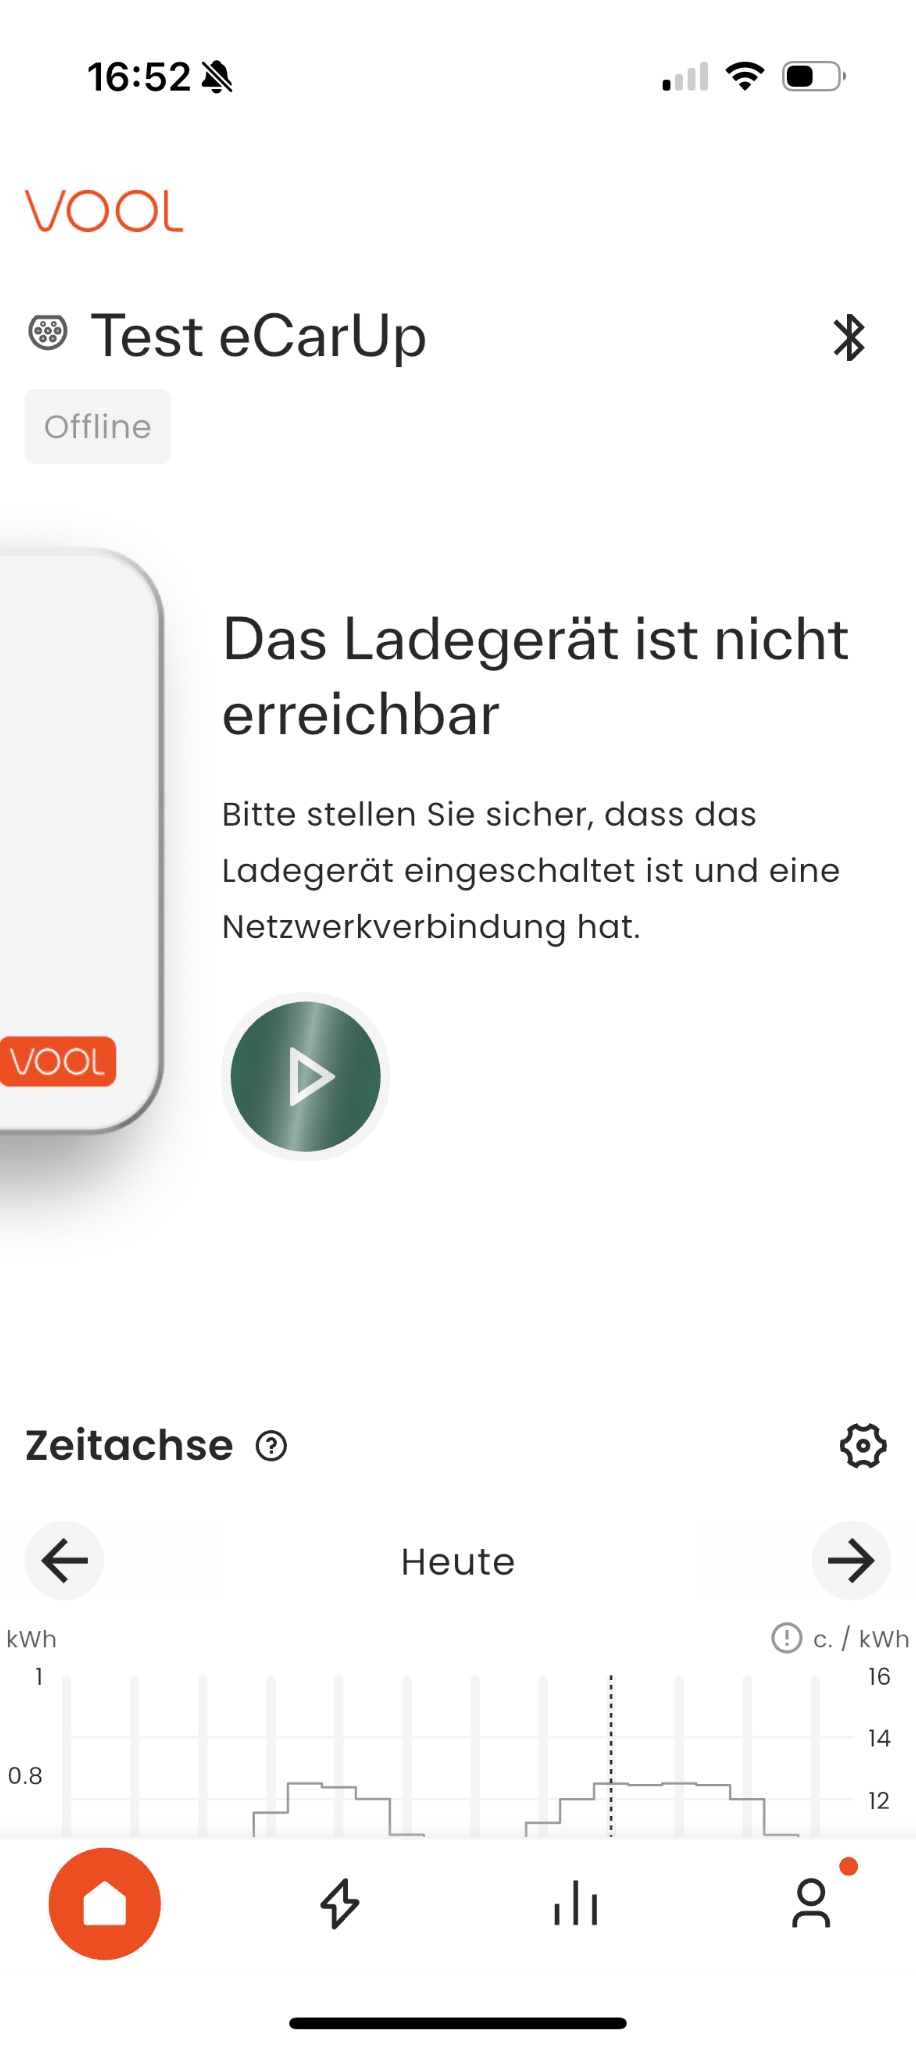 16:52
VOOL
Test eCarUp
Offline
Das Ladegerät ist nicht
erreichbar
Bitte stellen Sie sicher, dass das
Ladegerät eingeschaltet ist und eine
Netzwerkverbindung hat.
VOOL
Zeitachse
Heute
kWh
c. / kWh
1
16
14
0.8
12